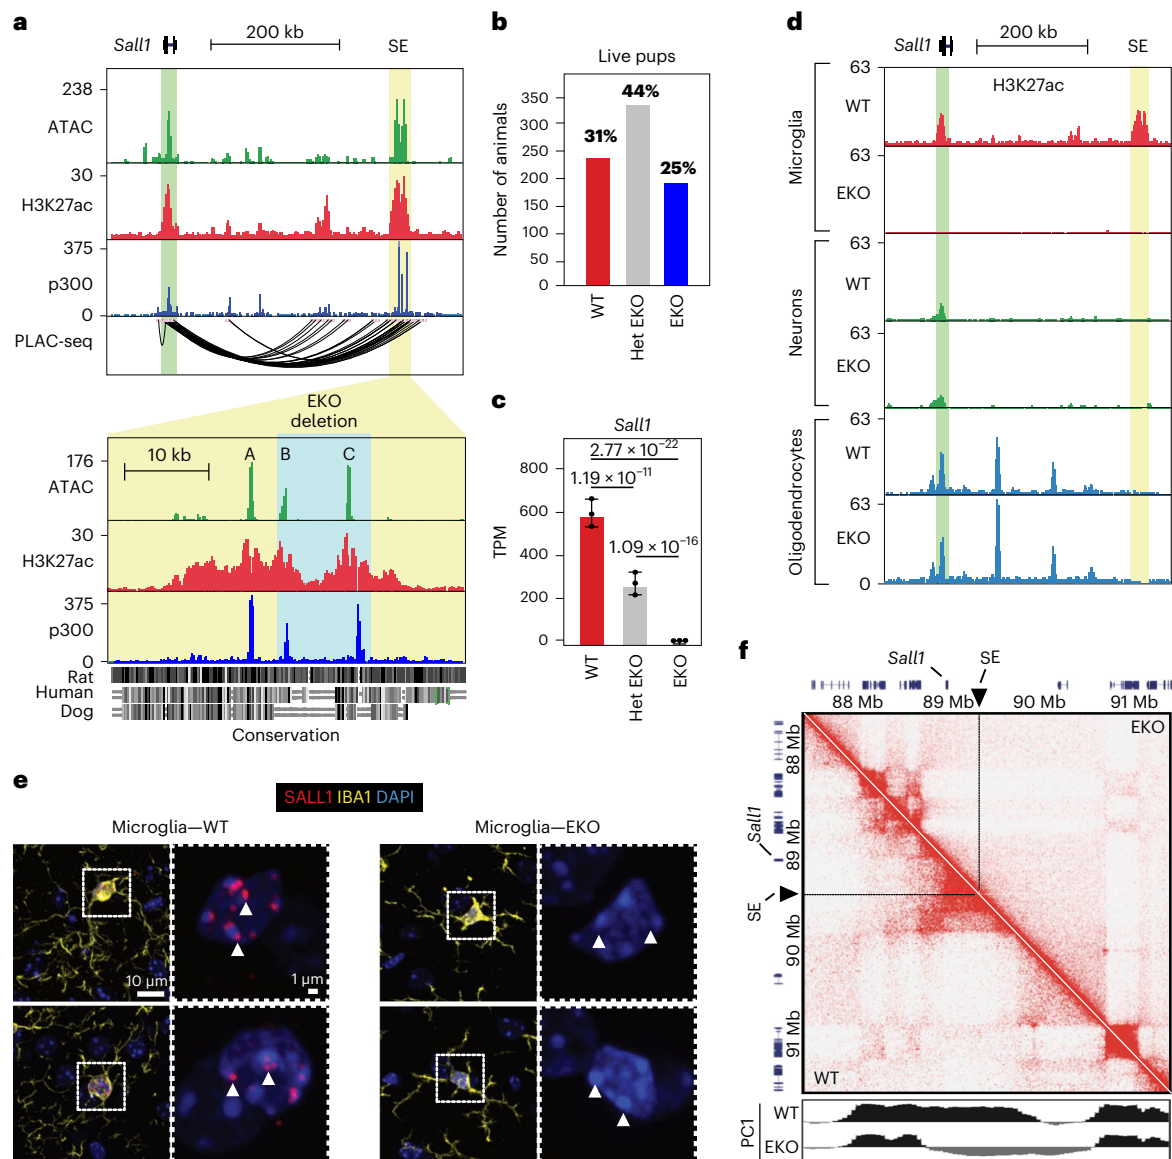 a
Sall1
200 kb
SE
238
ATAC
30
H3K27ac
375
p300
0
PLAC-seq
EKO
deletion
10 kb
A
B
C
176
ATAC
30
H3K27ac
375
p300
0
Rat
Human
Dog
Conservation
b
Live pups
Number of animals
350
300
250
200
150
100
50
0
31%
44%
25%
WT
Het EKO
EKO
c
Sall1
2.77 × 10−22
1.19 × 10−11
1.09 × 10−16
TPM
800
600
400
200
0
WT
Het EKO
EKO
d
Sall1
200 kb
SE
H3K27ac
Microglia
63
WT
63
EKO
Neurons
63
WT
63
EKO
Oligodendrocytes
63
WT
63
EKO
0
e
SALL1 IBA1 DAPI
Microglia—WT
Microglia—EKO
10 μm
1 μm
f
Sall1
SE
88 Mb
89 Mb
90 Mb
91 Mb
EKO
88 Mb
Sall1
89 Mb
SE
90 Mb
91 Mb
WT
PC1
WT
EKO